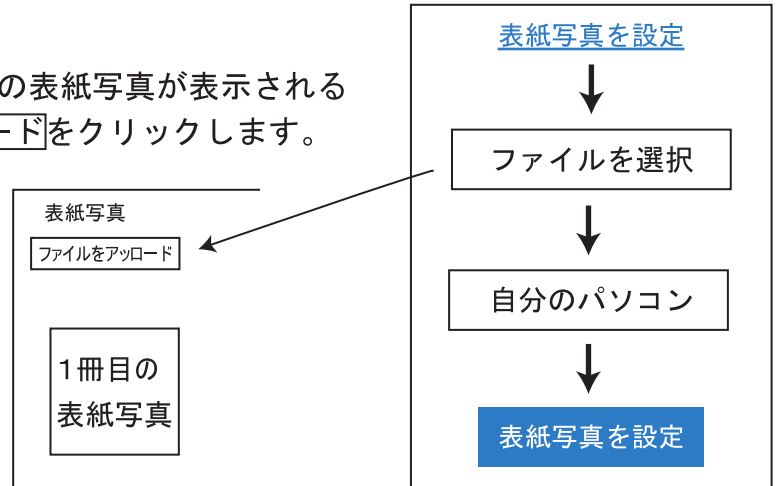 の表紙写真が表示される
ードをクリックします。
表紙写真
ファイルをアッロード
1冊目の
表紙写真
表紙写真を設定
ファイルを選択
自分のパソコン
表紙写真を設定